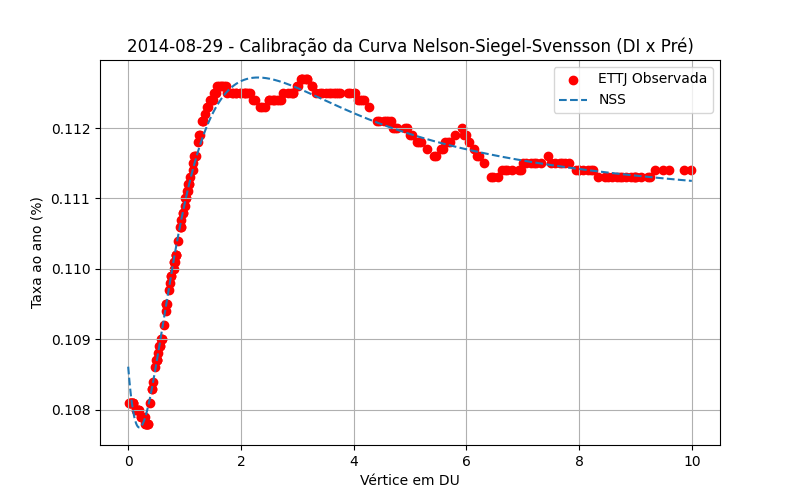 2014-08-29 - Calibração da Curva Nelson-Siegel-Svensson (DI x Pré)
ETTJ Observada
NSS
Taxa ao ano (%)
0.112
0.111
0.110
0.109
0.108
0 2 4 6 8 10
Vértice em DU